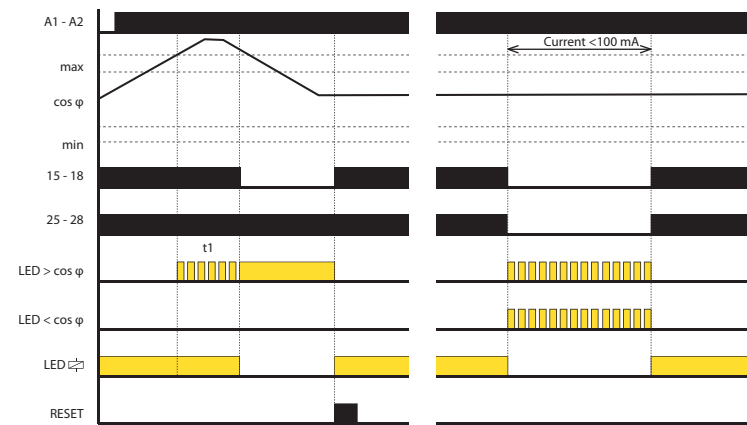 A1 - A2
Current <100 mA
max
cos φ
min
15 - 18
25 - 28
t1
LED > cos φ
LED < cos φ
LED
RESET